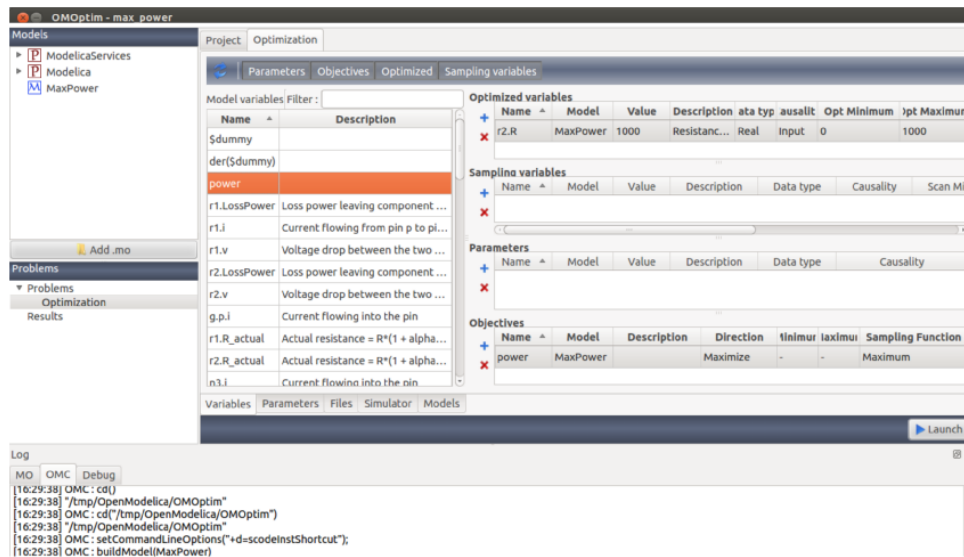 OMOptim - max_power
Models
ModelicaServices
Modelica
MaxPower
Add .mo
Problems
Problems
Optimization
Results
Project Optimization
Parameters Objectives Optimized Sampling variables
Model variables Filter :
Name Description
$dummy
der($dummy)
power
r1.LossPower Loss power leaving component ...
r1.i Current flowing from pin p to pi...
r1.v Voltage drop between the two ...
r2.LossPower Loss power leaving component ...
r2.v Voltage drop between the two ...
g.p.i Current flowing into the pin
r1.R_actual Actual resistance = R*(1 + alpha...
r2.R_actual Actual resistance = R*(1 + alpha...
n3.i Current flowing into the pin
Optimized variables
Name Model Value Description ata typ ausalit Opt Minimum Opt Maximum
r2.R MaxPower 1000 Resistanc... Real Input 0 1000
Sampling variables
Name Model Value Description Data type Causality Scan Mi
Parameters
Name Model Value Description Data type Causality
Objectives
Name Model Description Direction Minimur laximui Sampling Function
power MaxPower Maximize - - Maximum
Variables Parameters Files Simulator Models
Launch
Log
MO OMC Debug
[16:29:38] OMC : cd()
[16:29:38] "/tmp/OpenModelica/OMOptim"
[16:29:38] OMC : cd("/tmp/OpenModelica/OMOptim")
[16:29:38] "/tmp/OpenModelica/OMOptim"
[16:29:38] OMC : setCommandLineOptions("+d=scodeInstShortcut");
[16:29:38] OMC : buildModel(MaxPower)